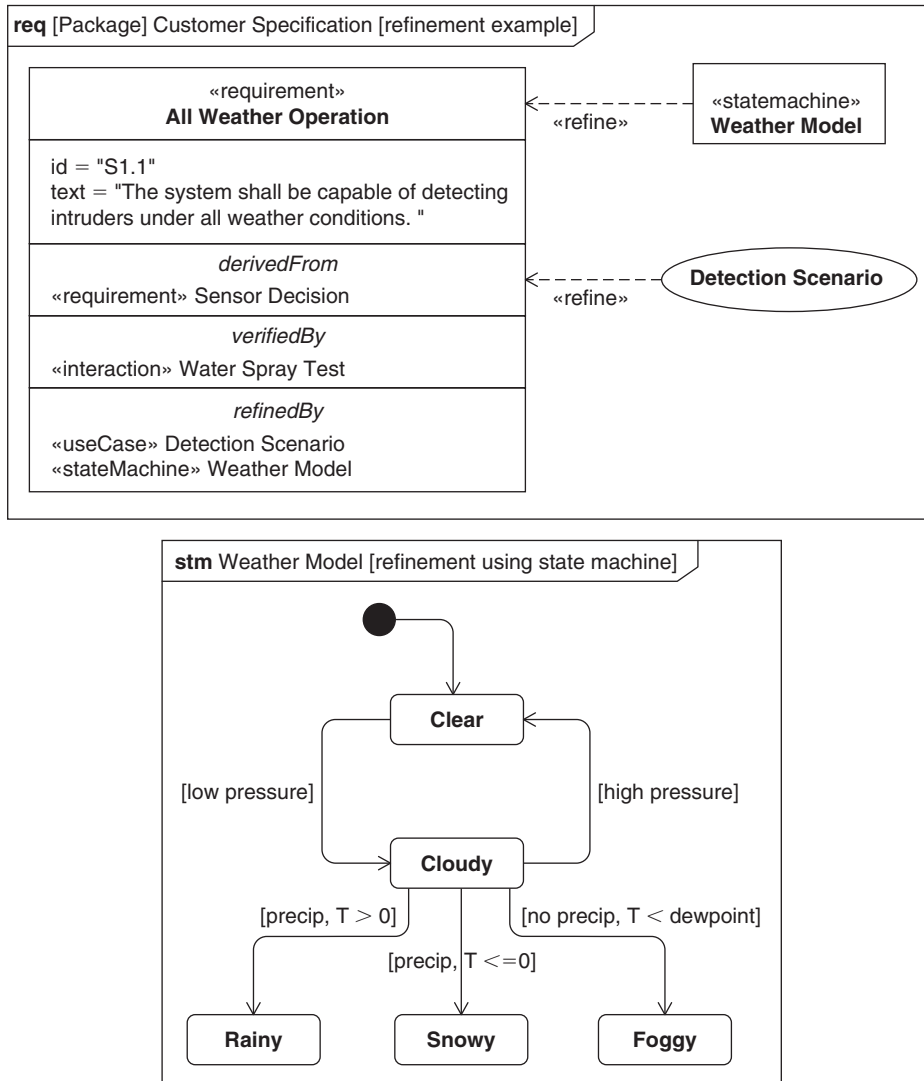 req [Package] Customer Specification [refinement example]
«requirement»
All Weather Operation
id = "S1.1"
text = "The system shall be capable of detecting
intruders under all weather conditions. "
derivedFrom
«requirement» Sensor Decision
verifiedBy
«interaction» Water Spray Test
refinedBy
«useCase» Detection Scenario
«stateMachine» Weather Model
«refine»
«statemachine»
Weather Model
«refine»
Detection Scenario
stm Weather Model [refinement using state machine]
Clear
[low pressure]
[high pressure]
Cloudy
[precip, T > 0]
[no precip, T < dewpoint]
[precip, T <=0]
Rainy
Snowy
Foggy